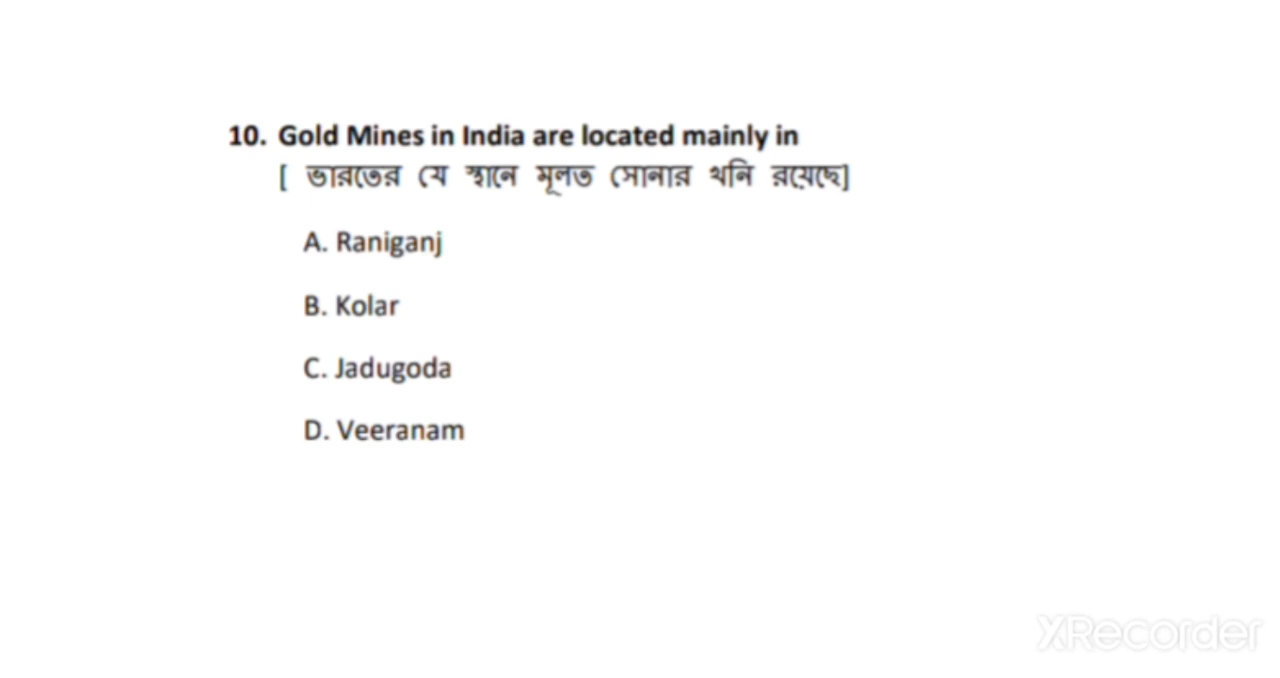 10. Gold Mines in India are located mainly in
[ ভারতের যে স্থানে মূলত সোনার খনি রয়েছে]
A. Raniganj
B. Kolar
C. Jadugoda
D. Veeranam
XRecorder